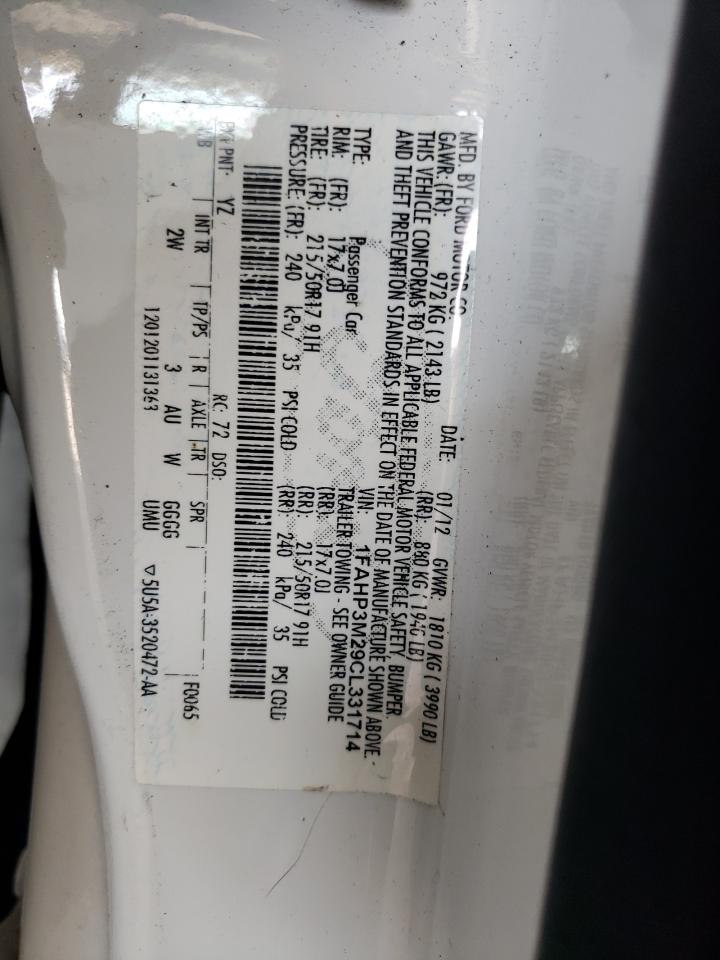 MFD. BY FORD MOTOR CO.
DATE: 01/12 GVWR: 1810 KG ( 3990 LB)
GAWR: (FR): 972 KG ( 2143 LB) (RR): 880 KG ( 1940 LB)
THIS VEHICLE CONFORMS TO ALL APPLICABLE FEDERAL MOTOR VEHICLE SAFETY, BUMPER,
AND THEFT PREVENTION STANDARDS IN EFFECT ON THE DATE OF MANUFACTURE SHOWN ABOVE.
VIN: 1FAHP3M29CL331714
TYPE: Passenger Car TRAILER TOWING - SEE OWNER GUIDE
RIM: (FR): 17x7.0J (RR): 17x7.0J
TIRE: (FR): 215/50R17 91H (RR): 215/50R17 91H
PRESSURE: (FR): 240 kPa/ 35 PSI COLD (RR): 240 kPa/ 35 PSI COLD
EXT PNT: YZ RC: 72 DSO: F0065
WB INT TR TP/PS R AXLE TR SPR
2W 3 AU W GGGG
UMU
1201201131263 ▽ 5U5A-3520472-AA